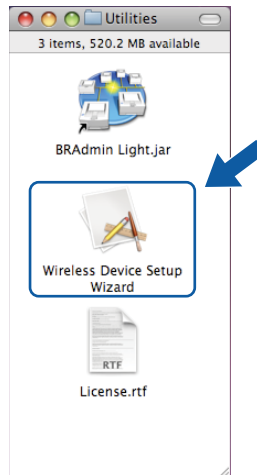 Utilities
3 items, 520.2 MB available
BRAdmin Light.jar
Wireless Device Setup
Wizard
RTF
License.rtf